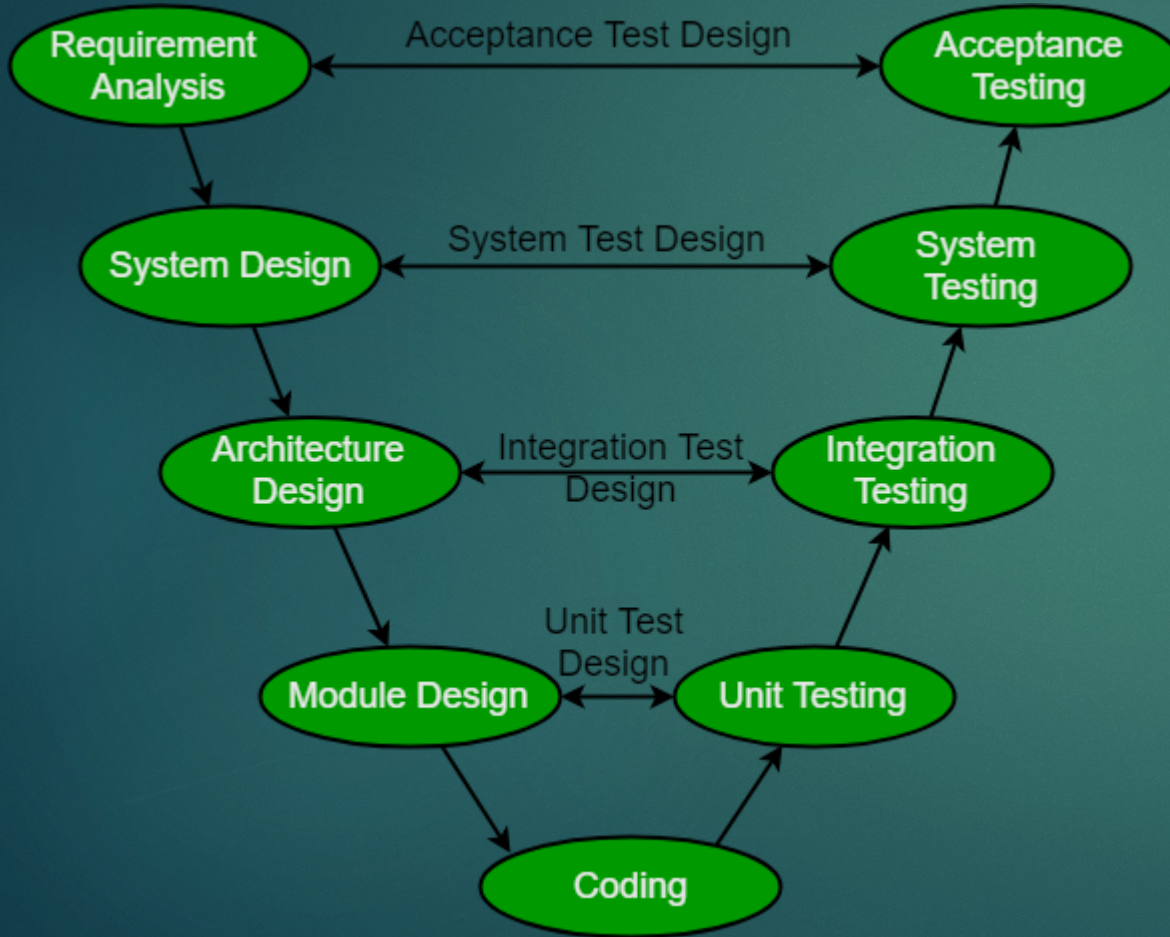 Requirement
Analysis
Acceptance Test Design
Acceptance
Testing
System Design
System Test Design
System
Testing
Architecture
Design
Integration Test
Design
Integration
Testing
Module Design
Unit Test
Design
Unit Testing
Coding